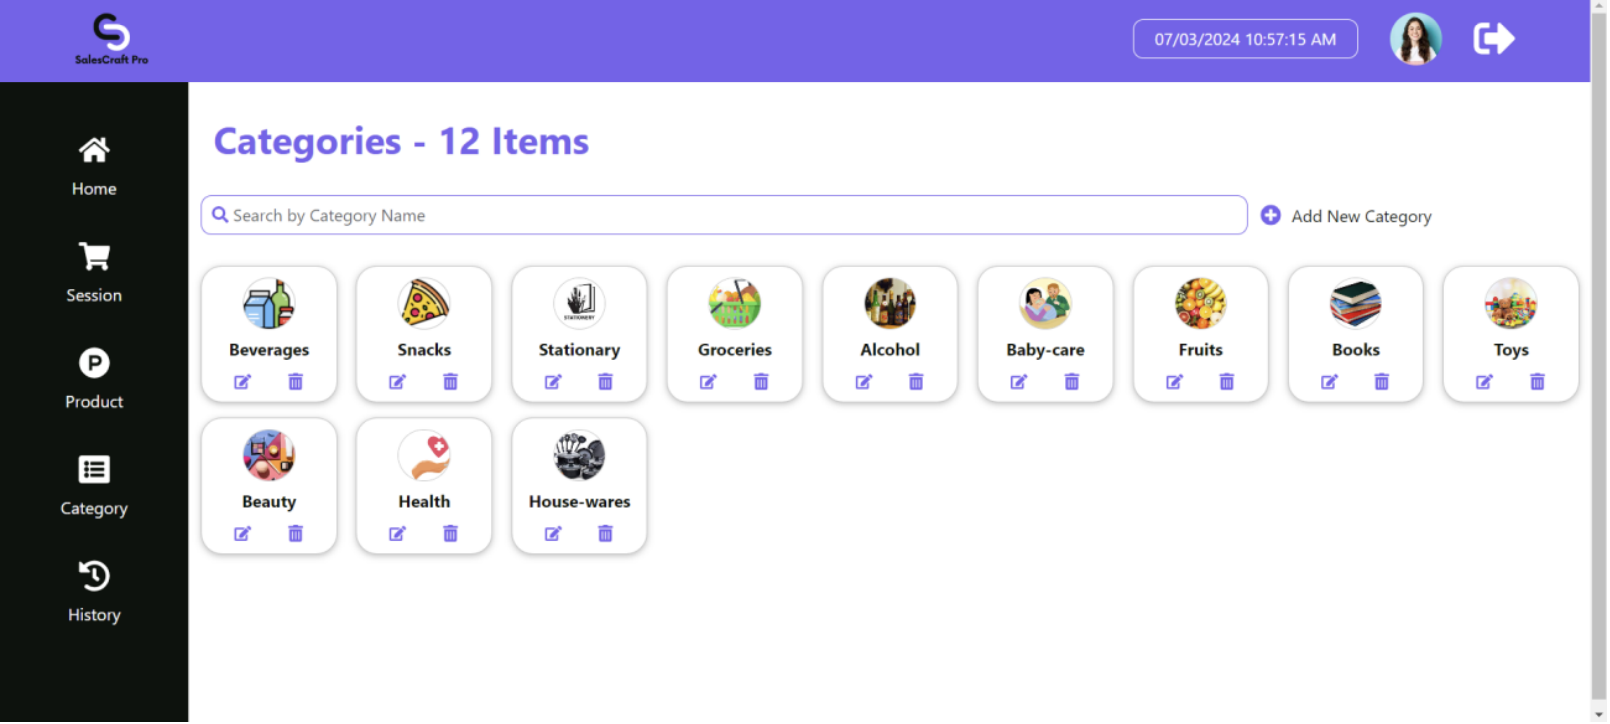 SalesCraft Pro
07/03/2024 10:57:15 AM
Home
Session
Product
Category
History
Categories - 12 Items
Search by Category Name
Add New Category
STATIONERY
Beverages
Snacks
Stationary
Groceries
Alcohol
Baby-care
Fruits
Books
Toys
Beauty
Health
House-wares